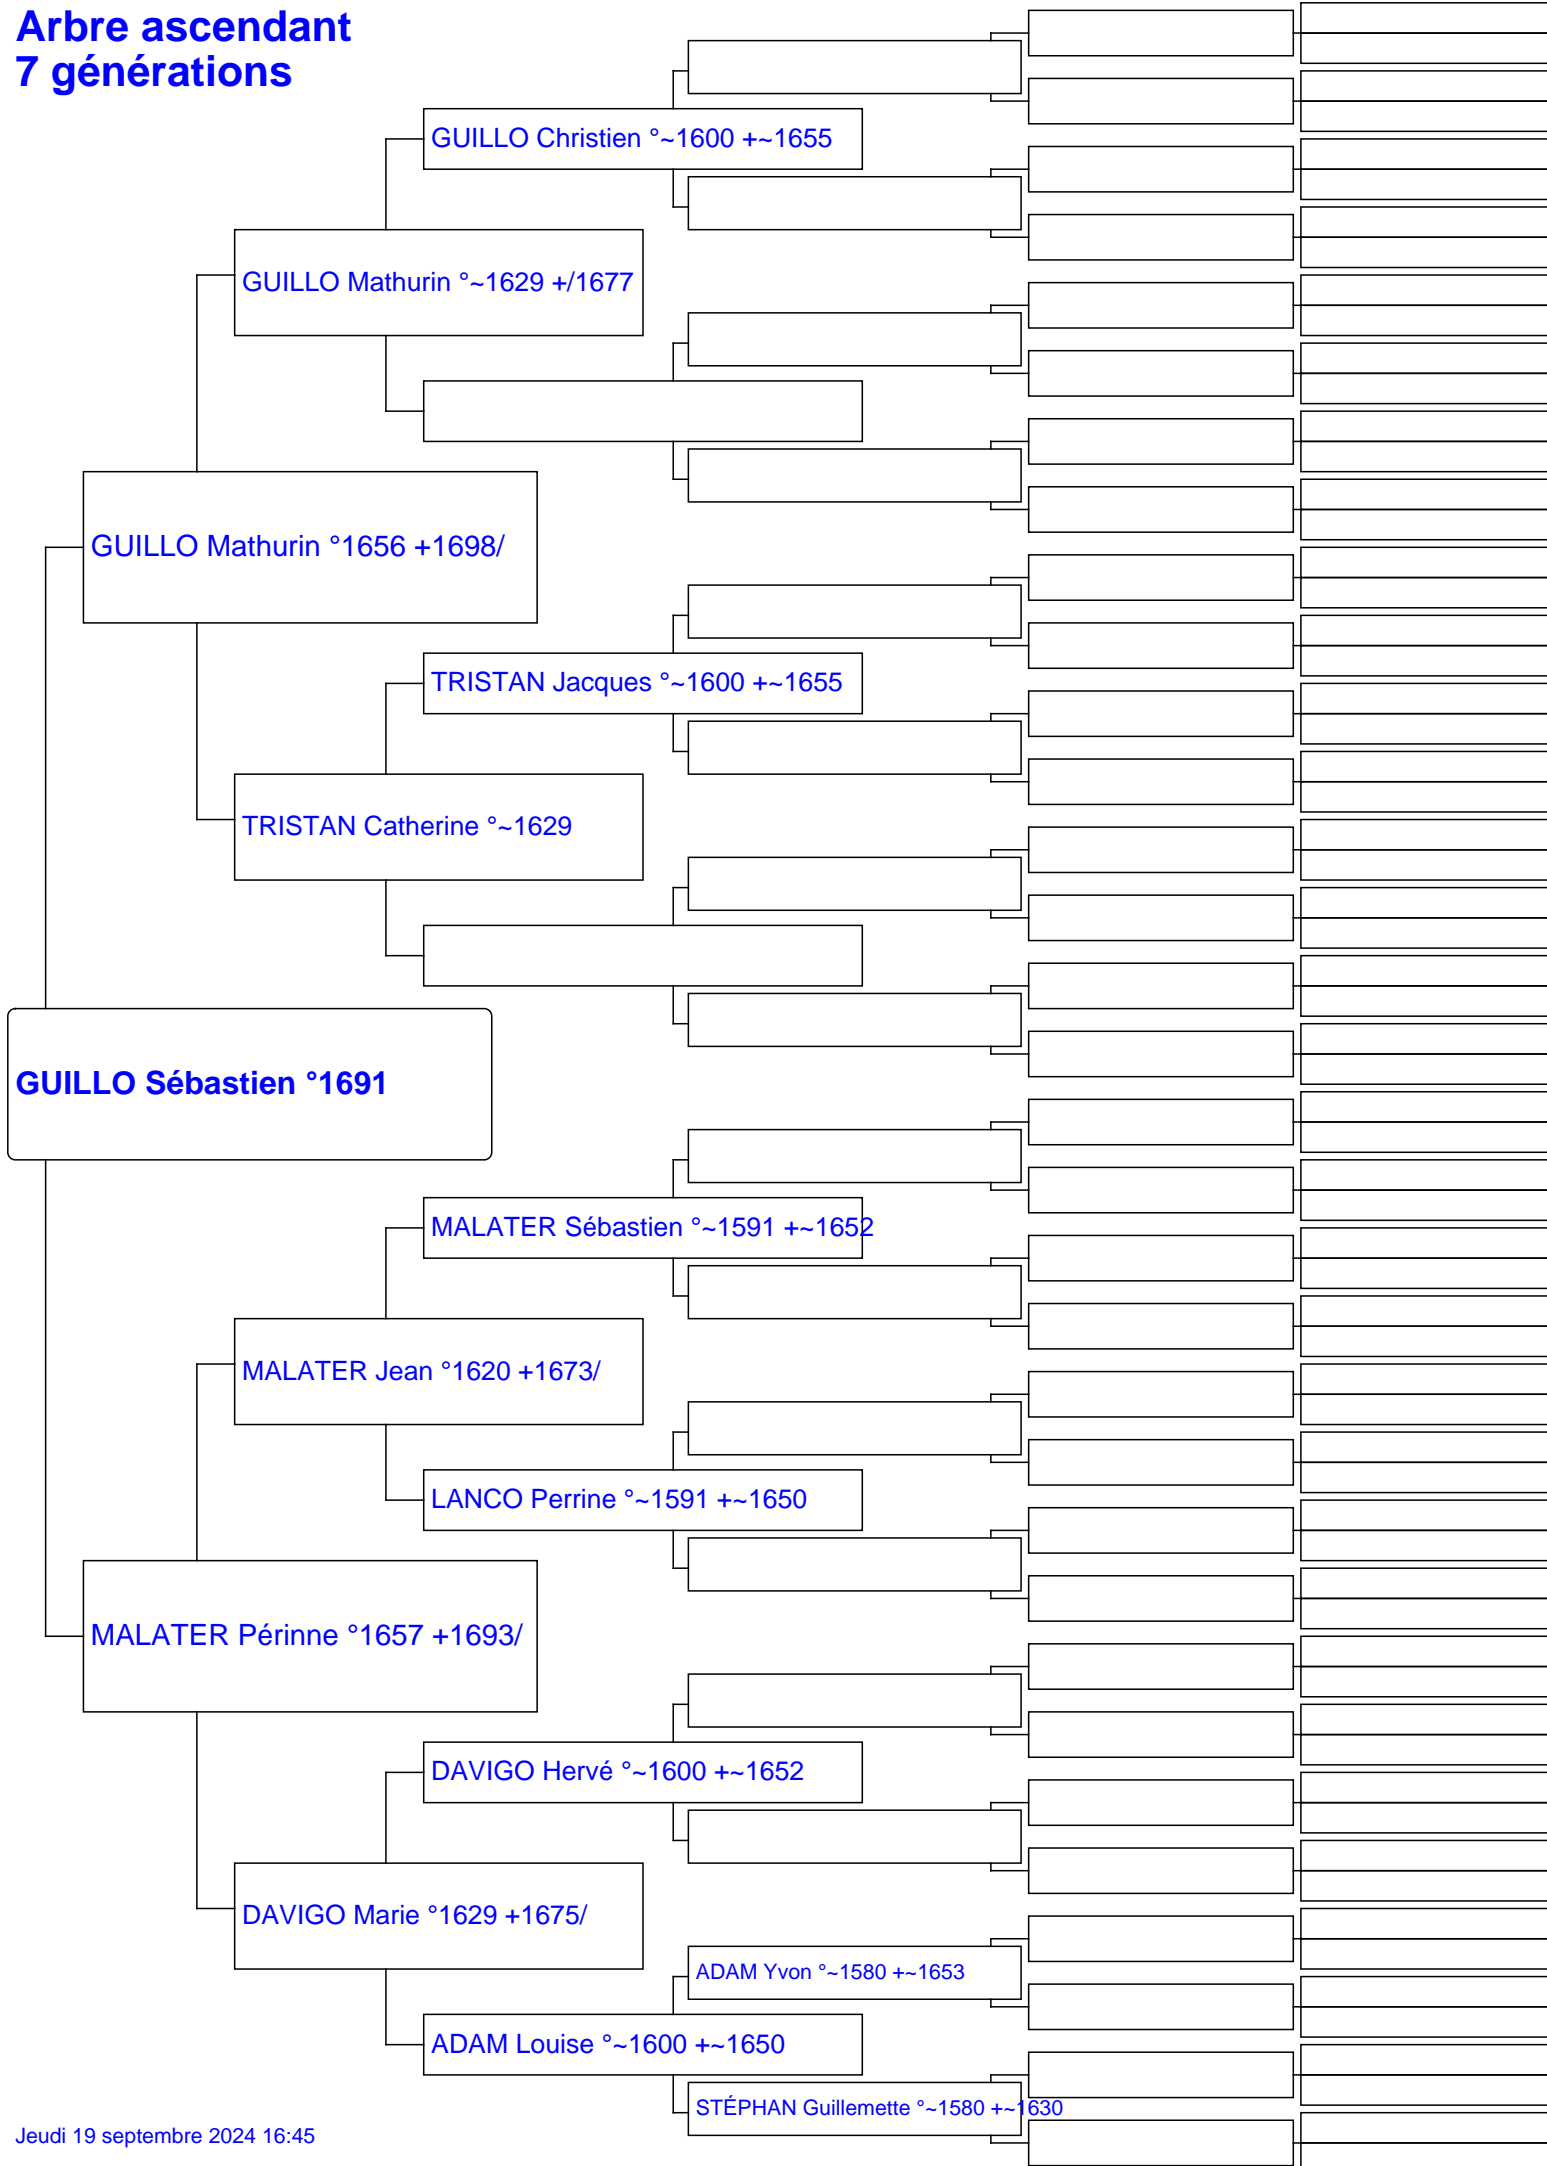 Arbre ascendant
7 générations
GUILLO Christien °~1600 +~1655
GUILLO Mathurin °~1629 +/1677
GUILLO Mathurin °1656 +1698/
TRISTAN Jacques °~1600 +~1655
TRISTAN Catherine °~1629
GUILLO Sébastien °1691
MALATER Sébastien °~1591 +~1652
MALATER Jean °1620 +1673/
LANCO Perrine °~1591 +~1650
MALATER Périnne °1657 +1693/
DAVIGO Hervé °~1600 +~1652
DAVIGO Marie °1629 +1675/
ADAM Yvon °~1580 +~1653
ADAM Louise °~1600 +~1650
STÉPHAN Guillemette °~1580 +~1630
Jeudi 19 septembre 2024 16:45